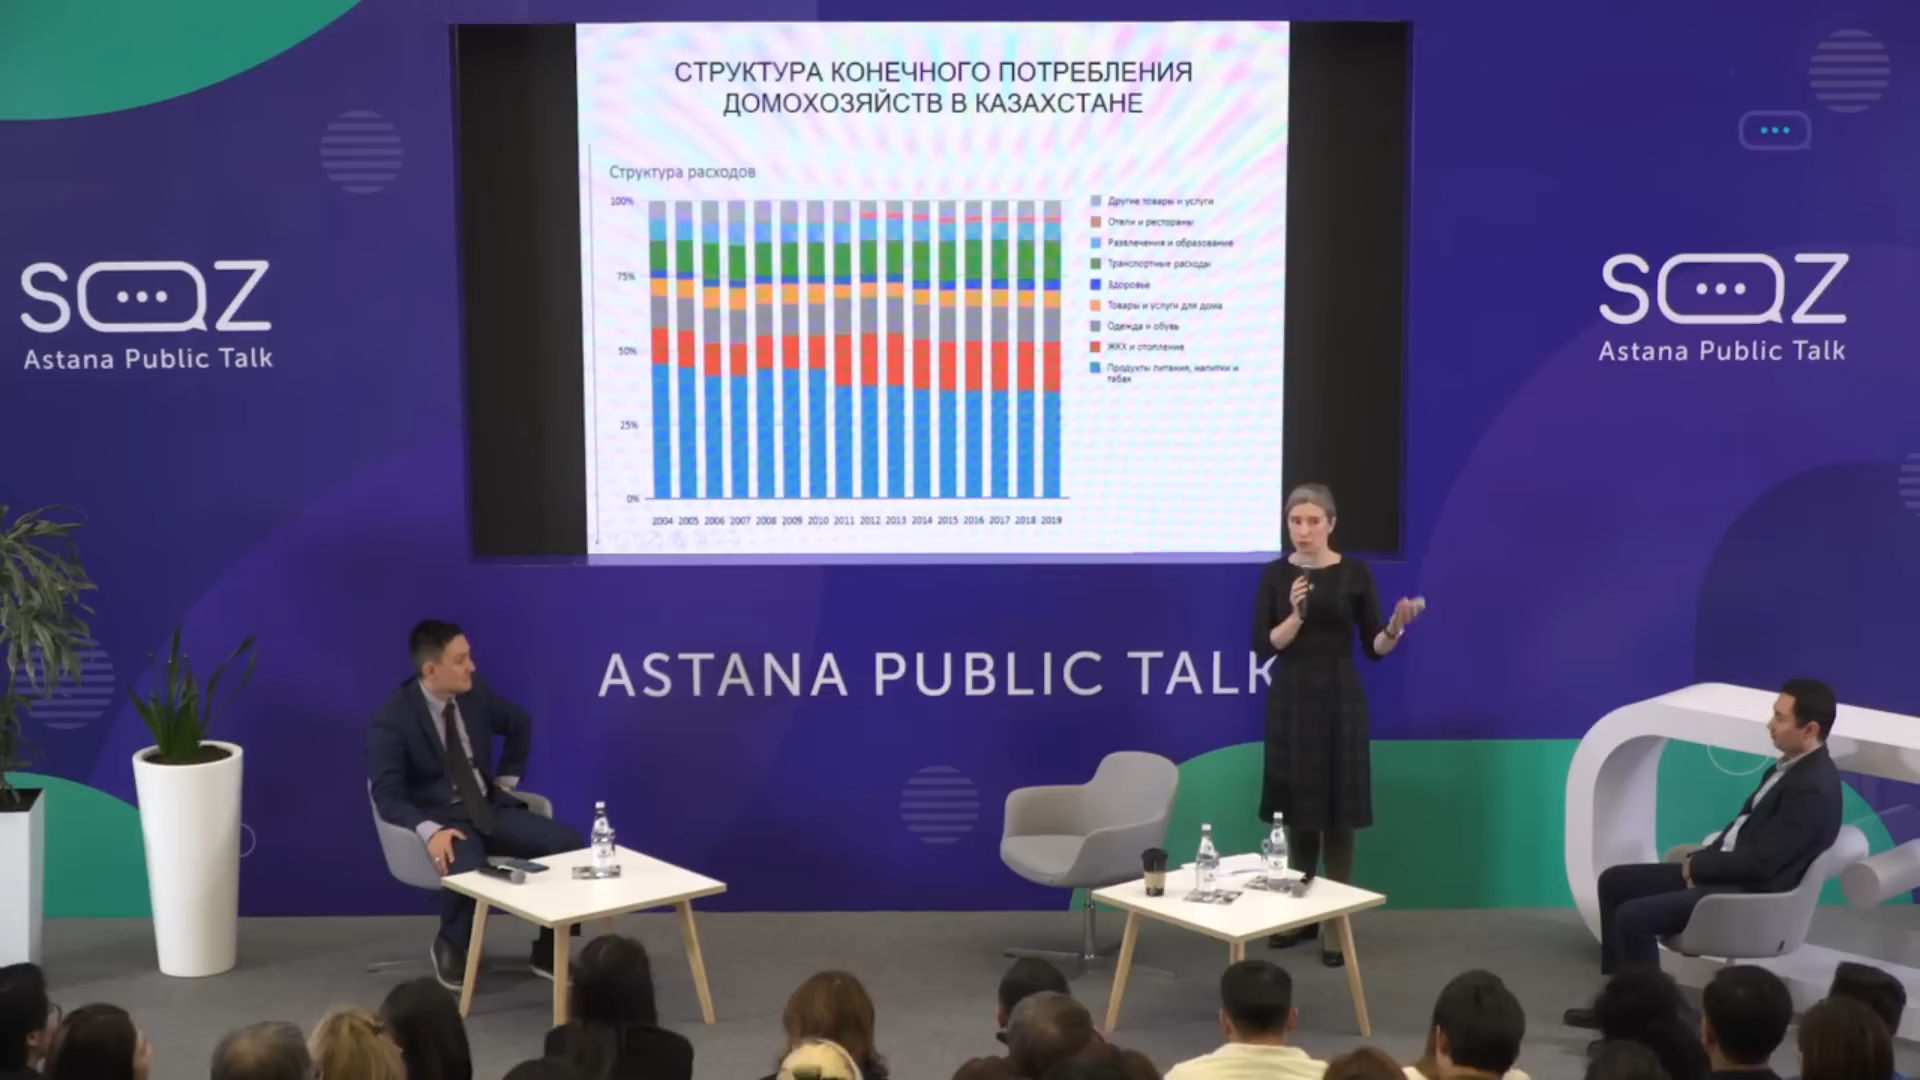 СТРУКТУРА КОНЕЧНОГО ПОТРЕБЛЕНИЯ
ДОМОХОЗЯЙСТВ В КАЗАХСТАНЕ
Структура расходов
100%
75%
50%
25%
0%
2004 2005 2006 2007 2008 2009 2010 2011 2012 2013 2014 2015 2016 2017 2018 2019
Другие товары и услуги
Отели и рестораны
Развлечения и образование
Транспортные расходы
Здоровье
Товары и услуги для дома
Одежда и обувь
ЖКХ и отопление
Продукты питания, напитки и
табак
SOZ
Astana Public Talk
SOZ
Astana Public Talk
ASTANA PUBLIC TALK